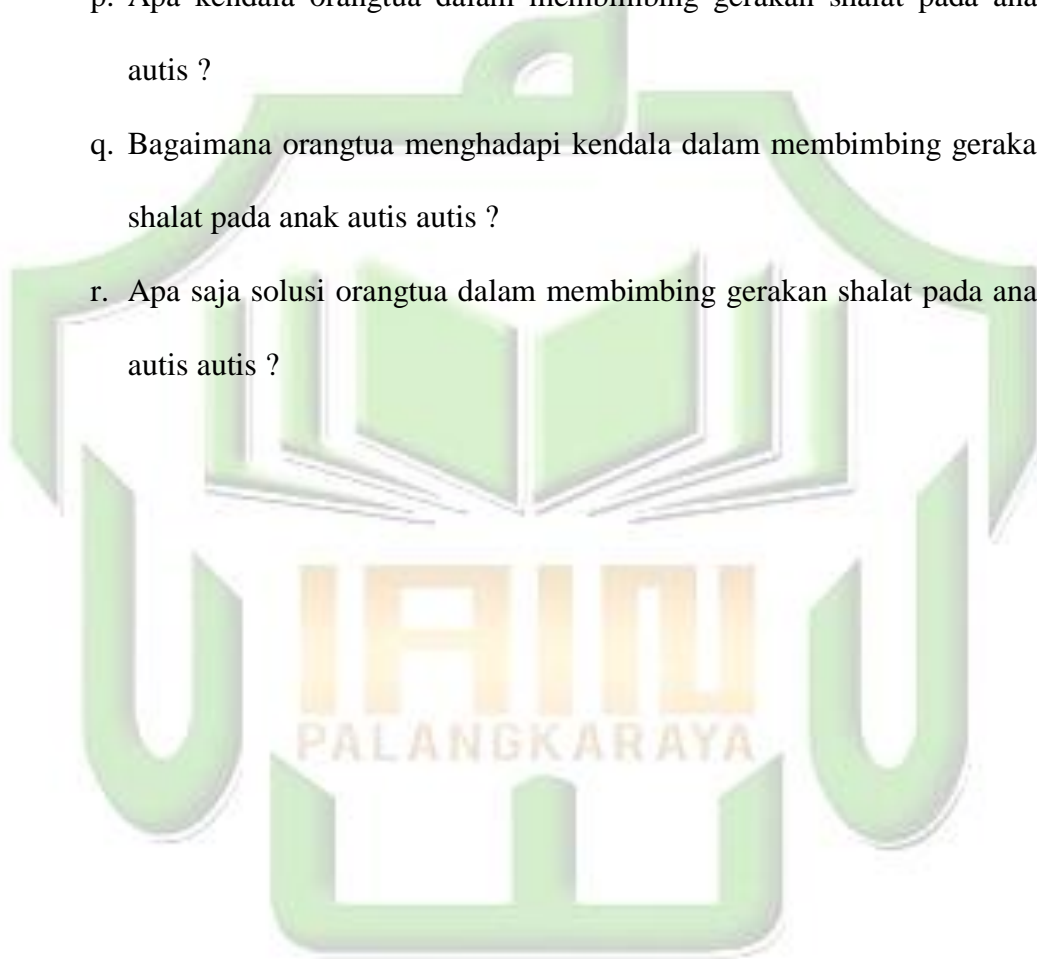 p. Apa kendala orangtua dalam membimbing gerakan shalat pada ana
autis ?
q. Bagaimana orangtua menghadapi kendala dalam membimbing geraka
shalat pada anak autis autis ?
r. Apa saja solusi orangtua dalam membimbing gerakan shalat pada ana
autis autis ?
IAIN
PALANGKARAYA